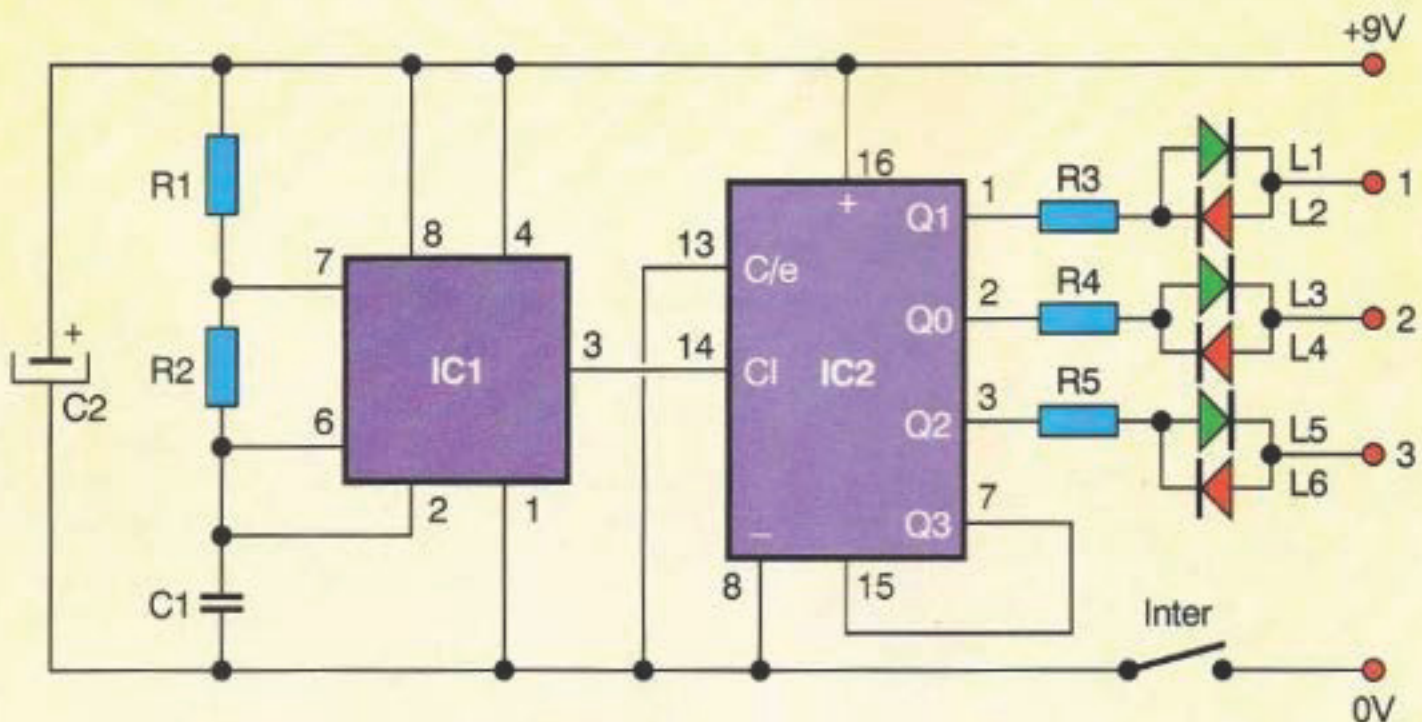 +9V
R1
8 4
16
+
Q1
1
R3
L1
1
L2
7
13
C/e
2
R4
L3
2
L4
Q0
+
C2
R2
IC1
3
14
Cl
IC2
3
R5
Q2
L5
3
L6
6
2
1
–
Q3
7
8
15
C1
Inter
0V